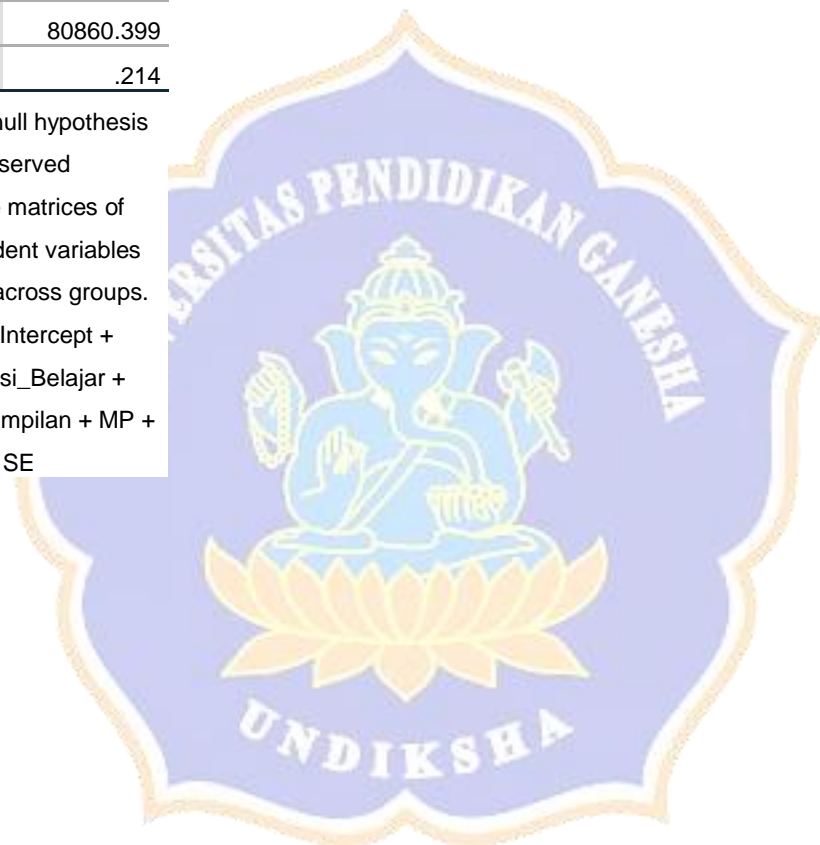 80860.399
.214
null hypothesis
served
matrices of
dent variables
across groups.
Intercept +
si_Belajar +
mpilan + MP +
SE
ERSITAS PENDIDIKAN GANESHA
UNDIKSHA